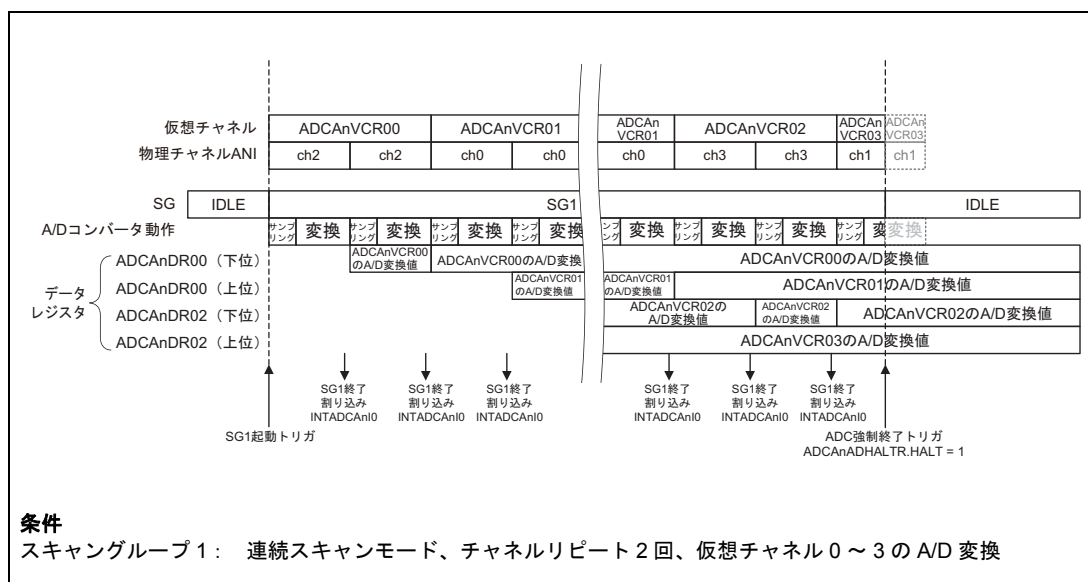 仮想チャネル
ADCAnVCR00
ADCAnVCR01
ADCAn
VCR01
ADCAnVCR02
ADCAn
VCR03
ADCAn
VCR03
物理チャネルANI
ch2
ch2
ch0
ch0
ch0
ch3
ch3
ch1
ch1
SG
IDLE
SG1
IDLE
A/Dコンバータ動作
サンプ
リング
変換
サンプ
リング
変換
サンプ
リング
変換
サンプ
リング
変換
ンプ
ング
変換
サンプ
リング
変換
サンプ
リング
変換
サンプ
リング
変換
データ
レジスタ
ADCAnDR00(下位)
ADCAnVCR00
のA/D変換値
ADCAnVCR00のA/D変換
ADCAnVCR00のA/D変換値
ADCAnDR00(上位)
ADCAnVCR01
のA/D変換値
ADCAnVCR01
のA/D変換値
ADCAnVCR01のA/D変換値
ADCAnDR02(下位)
ADCAnVCR02の
A/D変換値
ADCAnVCR02
のA/D変換値
ADCAnVCR02のA/D変換値
ADCAnDR02(上位)
ADCAnVCR03のA/D変換値
SG1終了
割り込み
INTADCAnI0
SG1終了
割り込み
INTADCAnI0
SG1終了
割り込み
INTADCAnI0
SG1終了
割り込み
INTADCAnI0
SG1終了
割り込み
INTADCAnI0
SG1終了
割り込み
INTADCAnI0
SG1起動トリガ
ADC強制終了トリガ
ADCAnADHALTR.HALT = 1
条件
スキャングループ 1: 連続スキャンモード、チャネルリピート 2 回、仮想チャネル 0 ~ 3 の A/D 変換